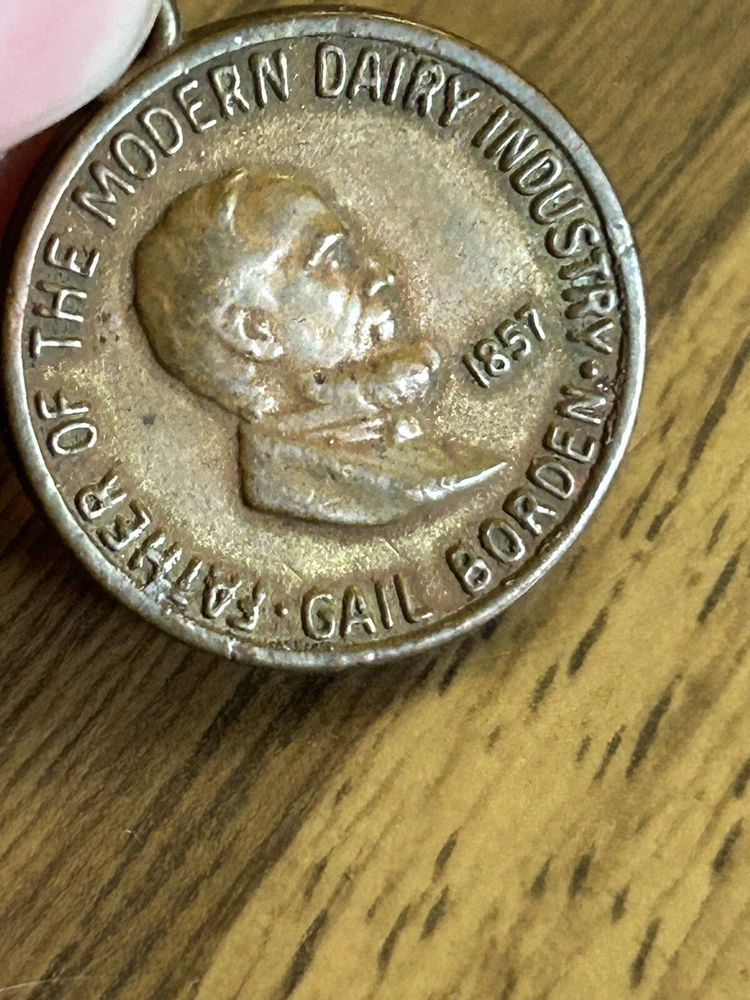 FATHER OF THE MODERN DAIRY INDUSTRY · GAIL BORDEN ·
1857